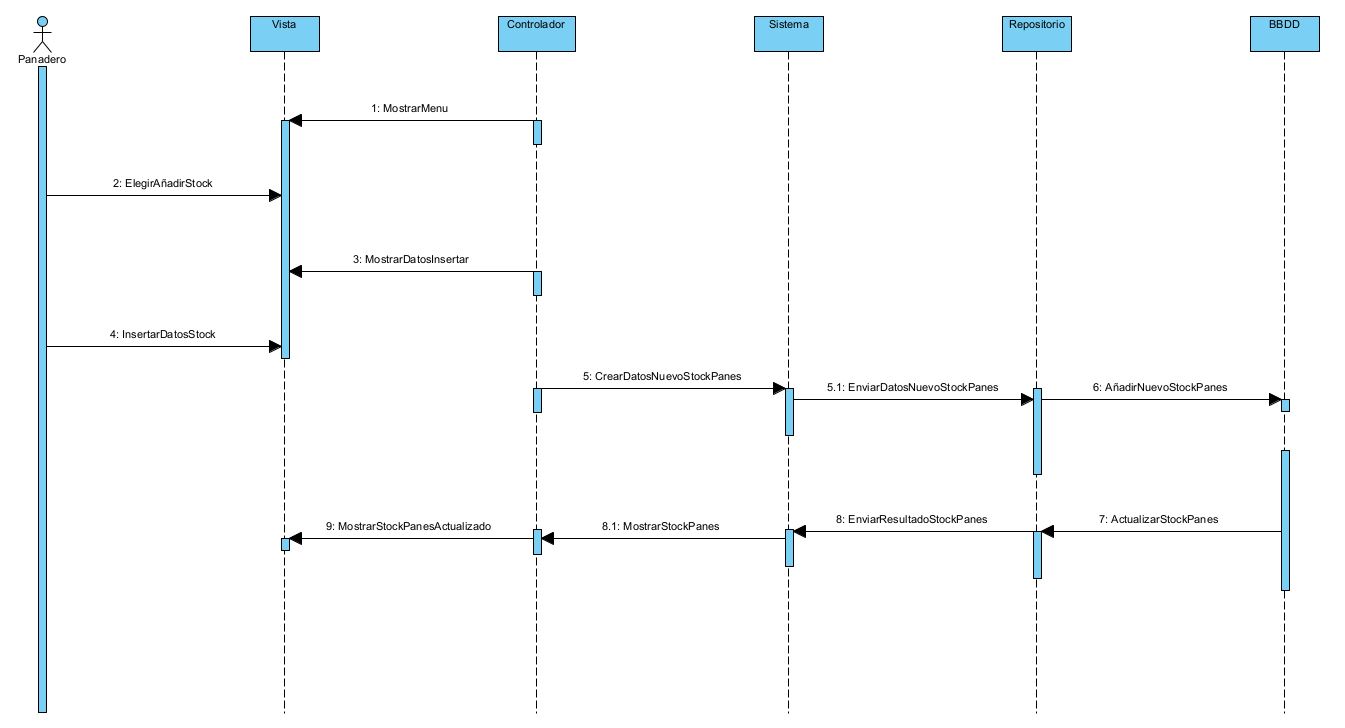 Panadero
Vista
Controlador
Sistema
Repositorio
BBDD
1: MostrarMenu
2: ElegirAñadirStock
3: MostrarDatosInsertar
4: InsertarDatosStock
5: CrearDatosNuevoStockPanes
5.1: EnviarDatosNuevoStockPanes
6: AñadirNuevoStockPanes
9: MostrarStockPanesActualizado
8.1: MostrarStockPanes
8: EnviarResultadoStockPanes
7: ActualizarStockPanes